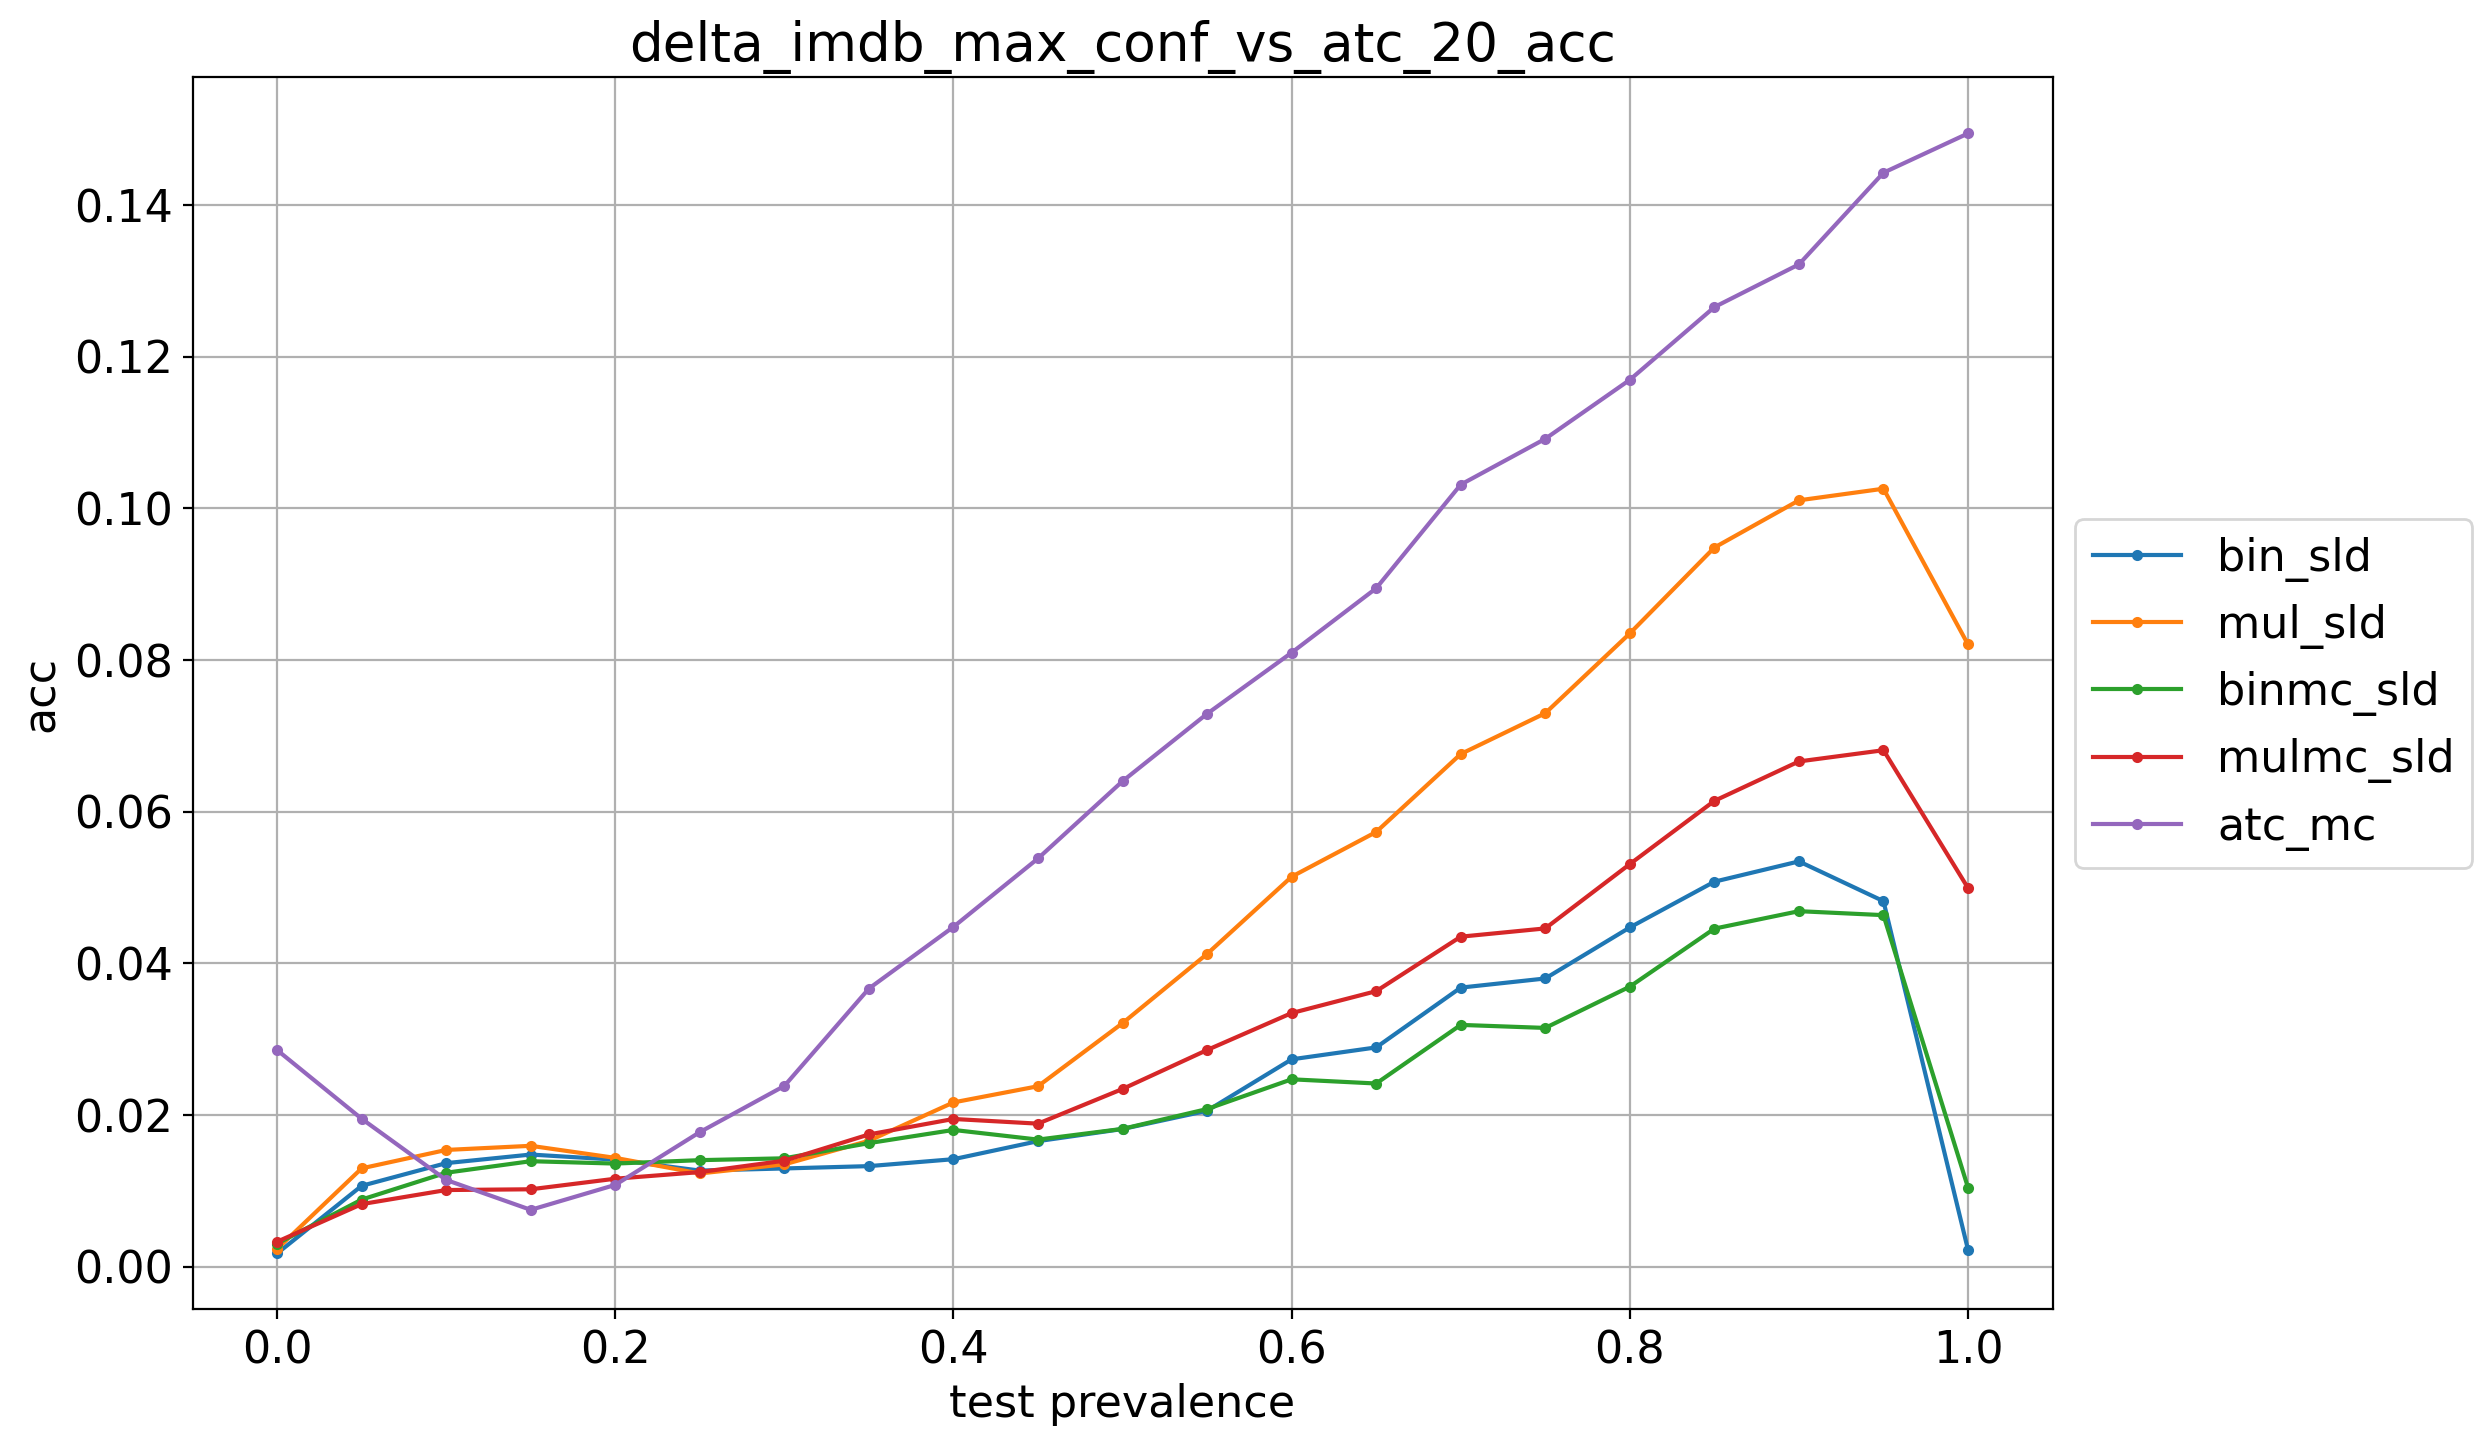 delta_imdb_max_conf_vs_atc_20_acc
acc
0.14
0.12
0.10
0.08
0.06
0.04
0.02
0.00
0.0 0.2 0.4 0.6 0.8 1.0
test prevalence
bin_sld
mul_sld
binmc_sld
mulmc_sld
atc_mc